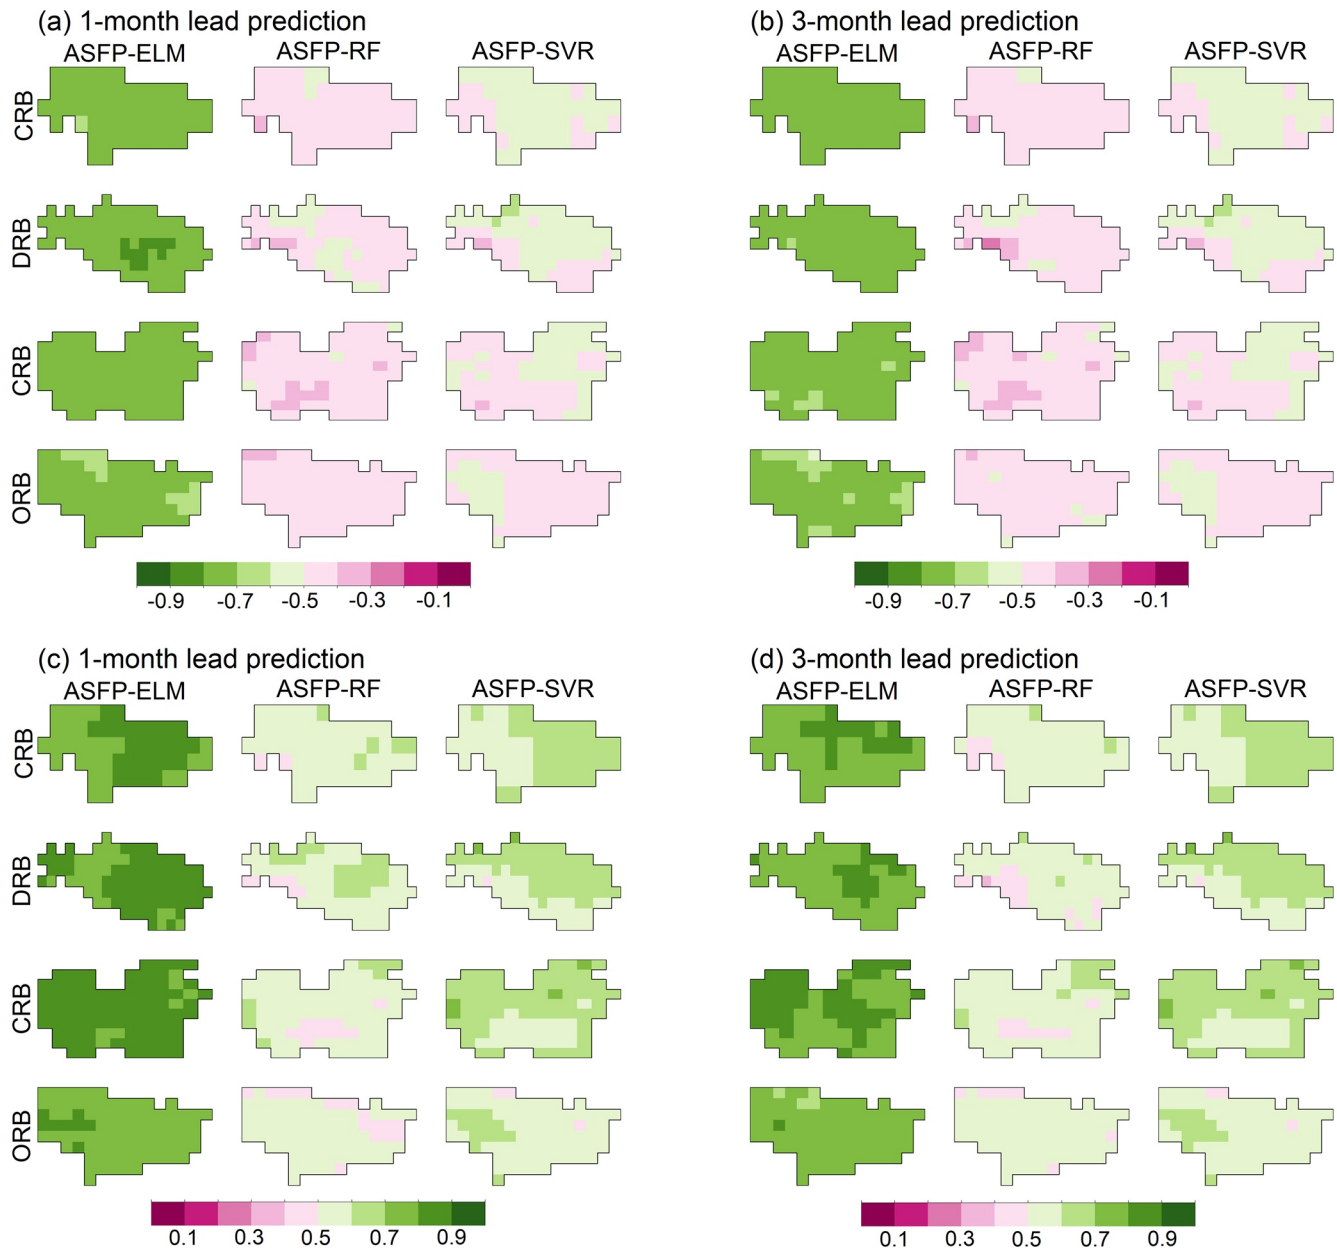 (a) 1-month lead prediction
ASFP-ELM ASFP-RF ASFP-SVR
CRB
DRB
CRB
ORB
-0.9 -0.7 -0.5 -0.3 -0.1
(b) 3-month lead prediction
ASFP-ELM ASFP-RF ASFP-SVR
-0.9 -0.7 -0.5 -0.3 -0.1
(c) 1-month lead prediction
ASFP-ELM ASFP-RF ASFP-SVR
CRB
DRB
CRB
ORB
0.1 0.3 0.5 0.7 0.9
(d) 3-month lead prediction
ASFP-ELM ASFP-RF ASFP-SVR
0.1 0.3 0.5 0.7 0.9